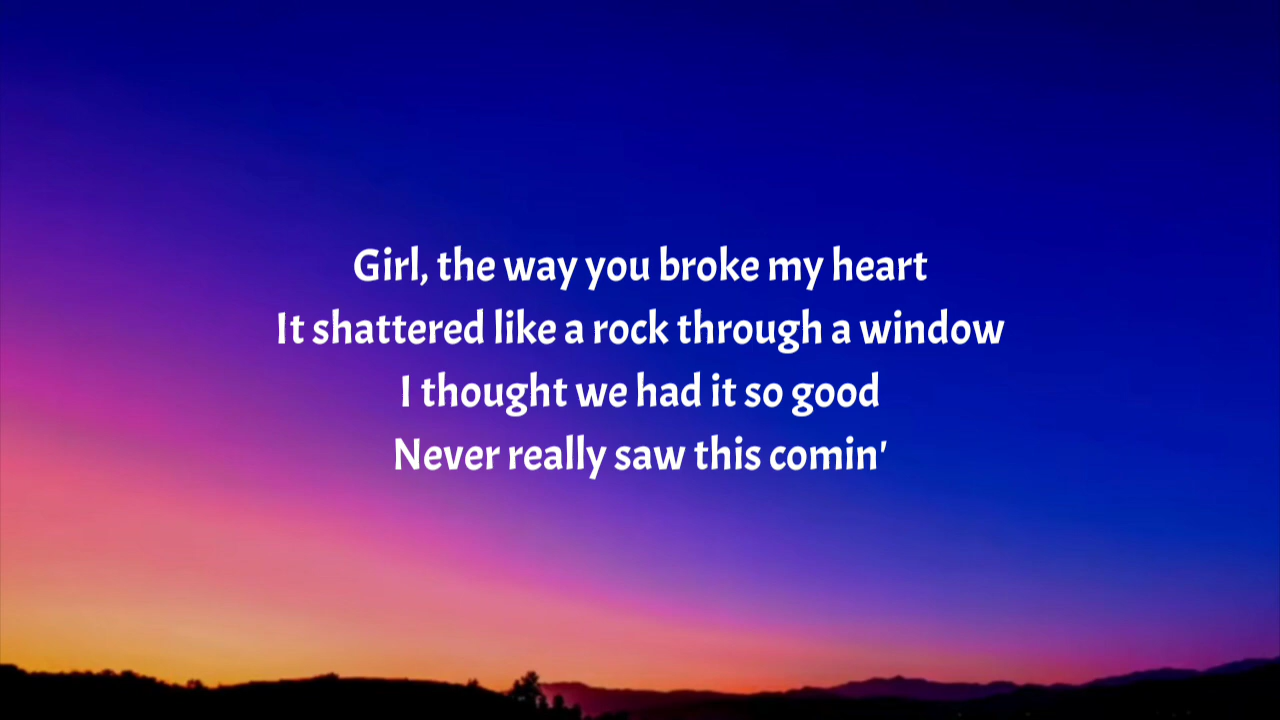 Girl, the way you broke my heart
It shattered like a rock through a window
I thought we had it so good
Never really saw this comin'